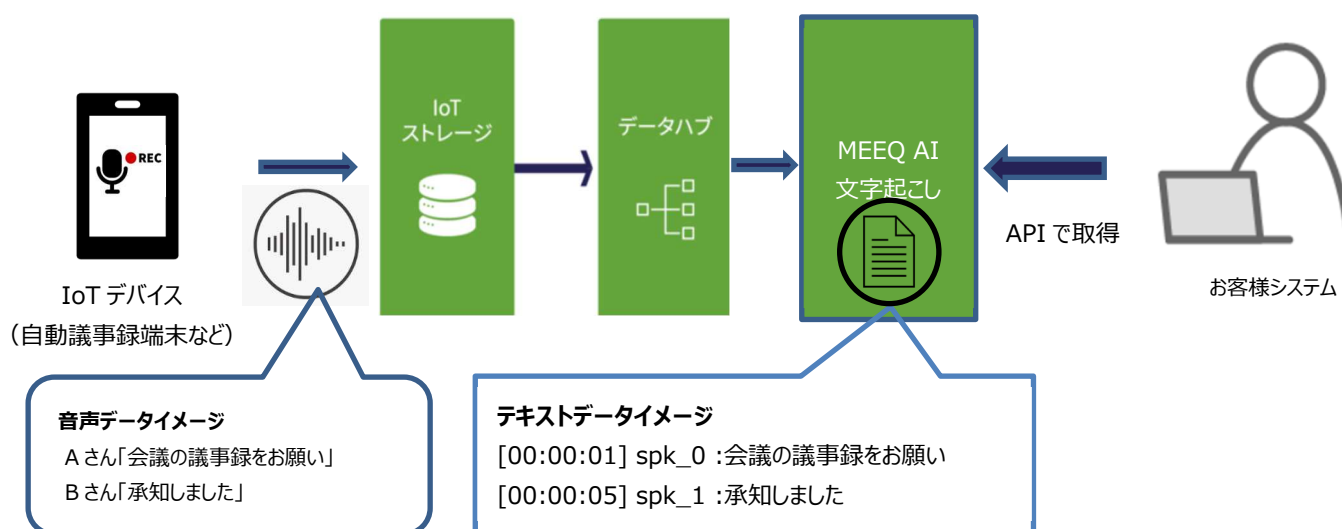 REC
IoT デバイス
（自動議事録端末など）
IoT
ストレージ
データハブ
MEEQ AI
文字起こし
API で取得
お客様システム
音声データイメージ
A さん「会議の議事録をお願い」
B さん「承知しました」
テキストデータイメージ
[00:00:01] spk_0 :会議の議事録をお願い
[00:00:05] spk_1 :承知しました